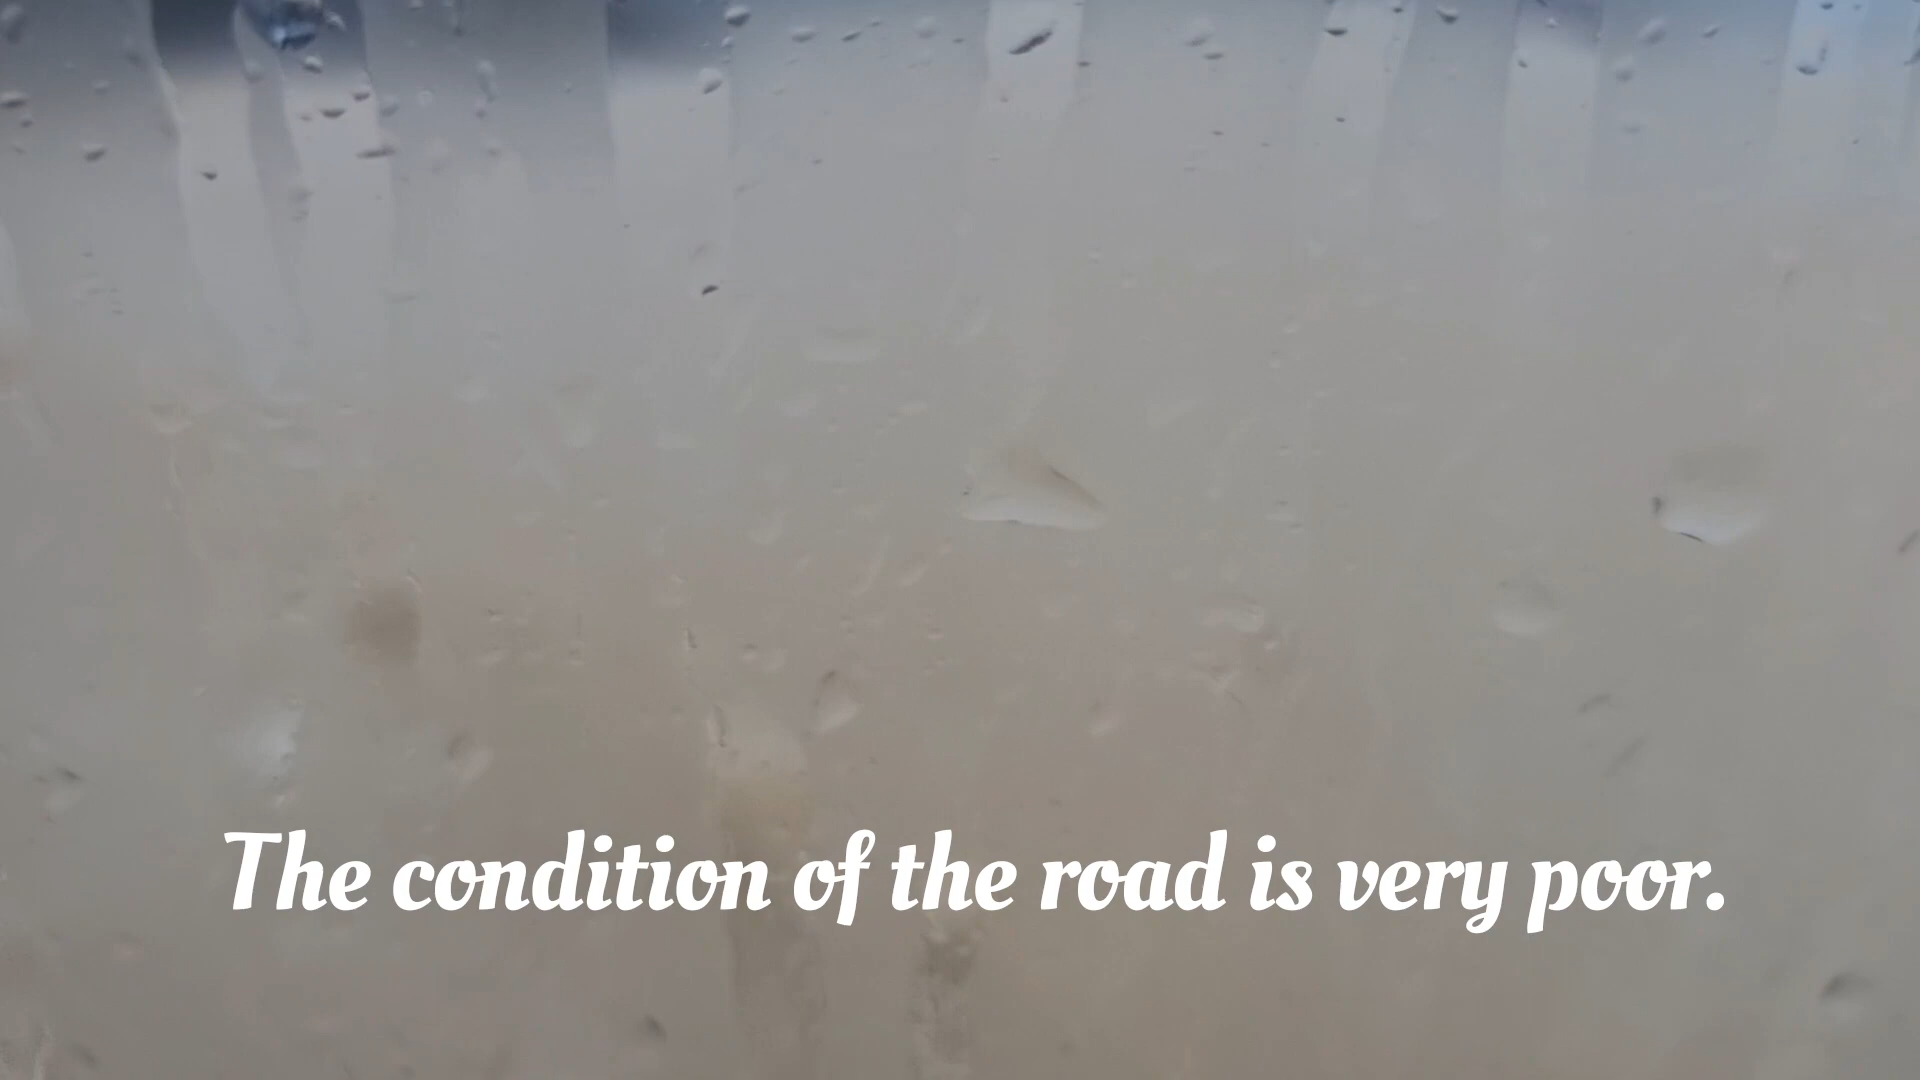 The condition of the road is very poor.